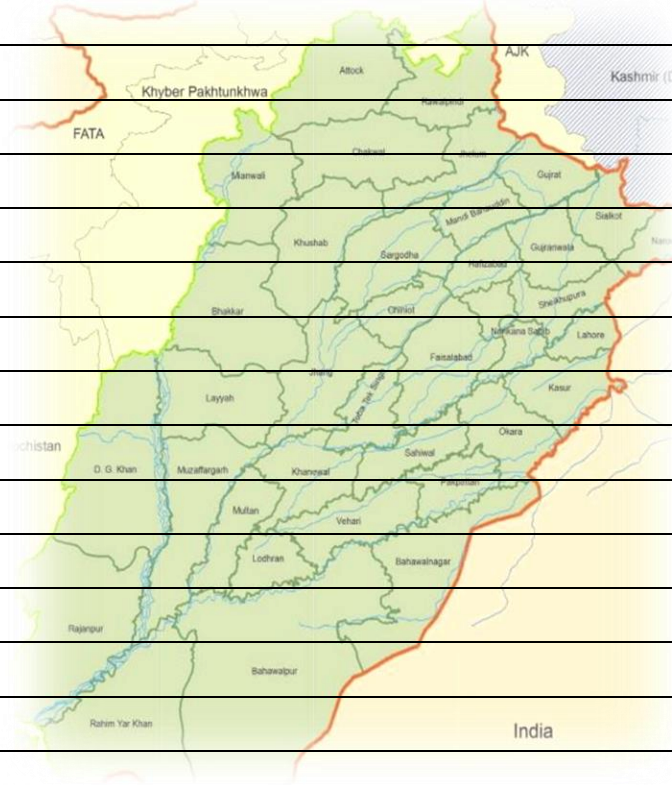 AJK
Attock
Kashmir (D
Khyber Pakhtunkhwa
Rawalpindi
FATA
Chakwal
Jhelum
Mianwali
Gujrat
Mandi Bahauddin
Sialkot
Khushab
Naro
Gujranwala
Sargodha
Hafizabad
Sheikhupura
Bhakkar
Chiniot
Nankana Sahib
Lahore
Faisalabad
Jhang
Toba Tek Singh
Kasur
Layyah
Okara
chistan
Sahiwal
D. G. Khan
Muzaffargarh
Khanewal
Pakpattan
Multan
Vehari
Lodhran
Bahawalnagar
Rajanpur
Bahawalpur
Rahim Yar Khan
India